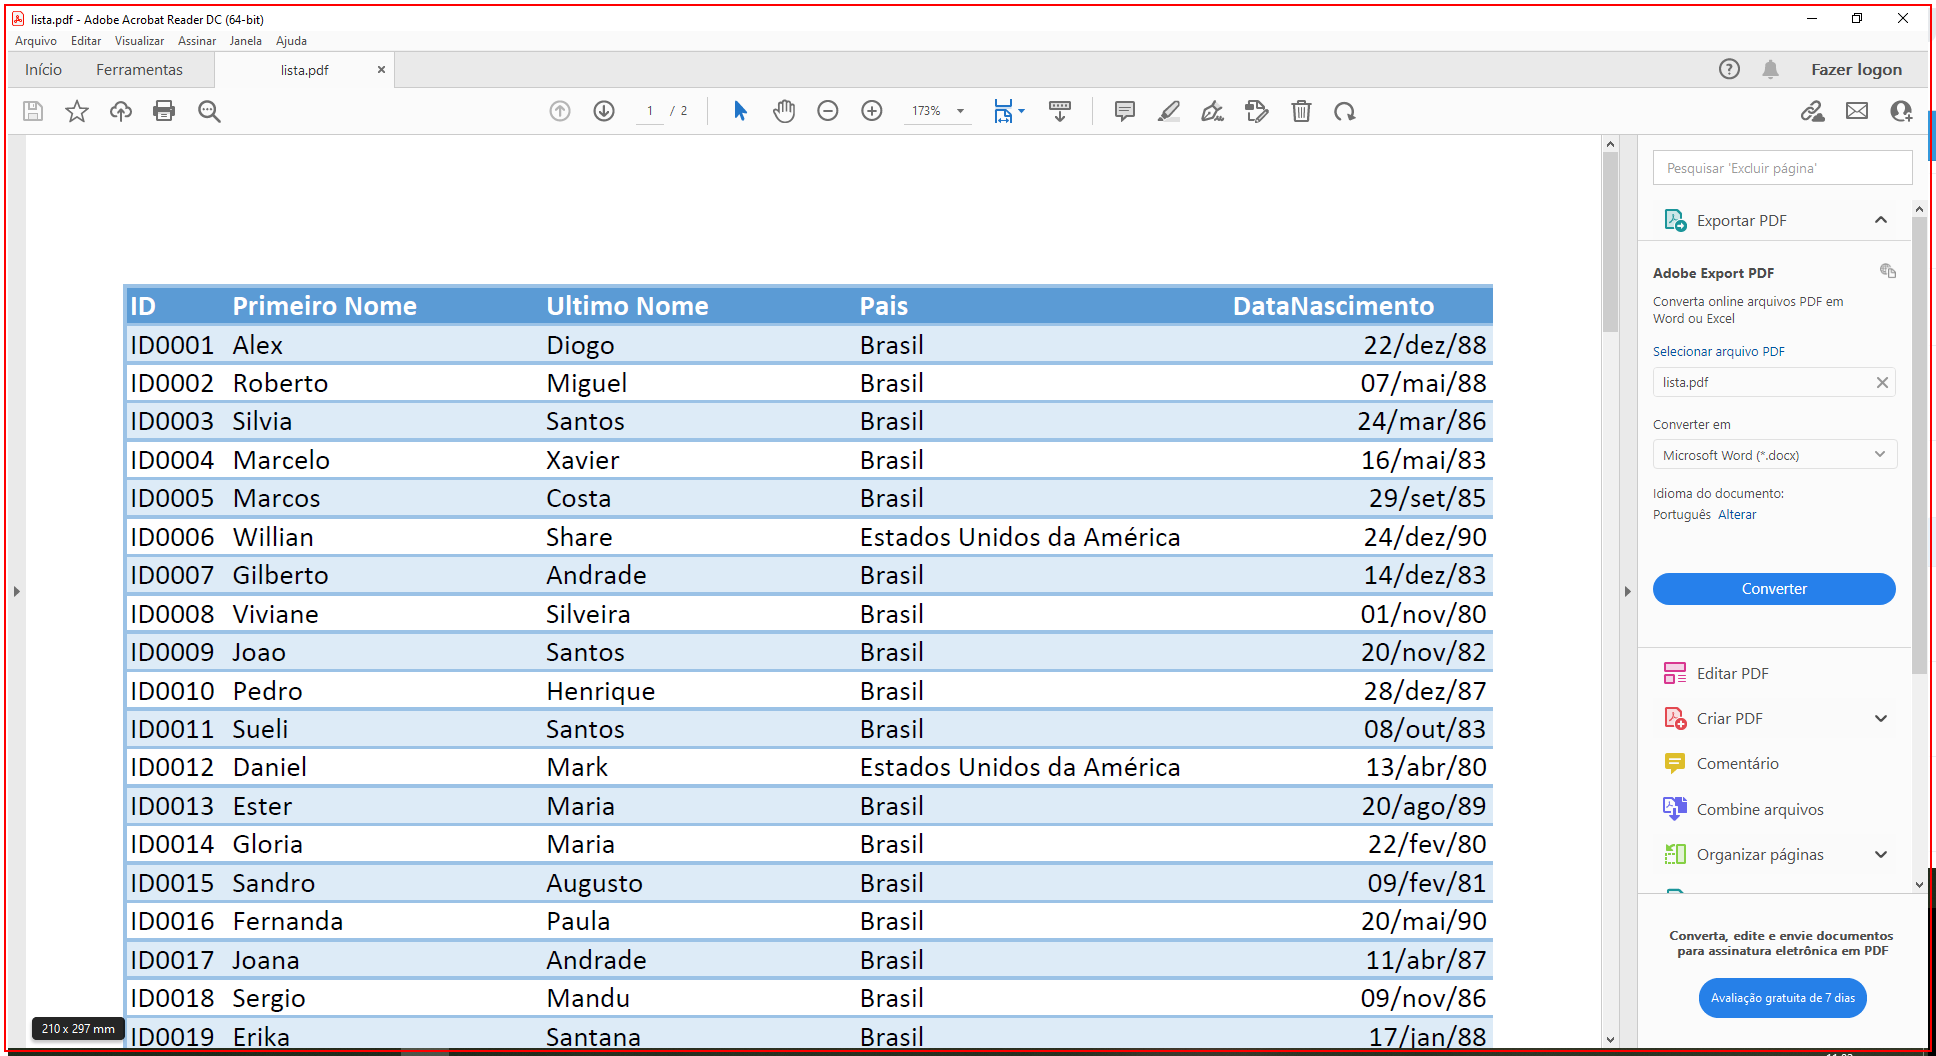 lista.pdf - Adobe Acrobat Reader DC (64-bit)
Arquivo Editar Visualizar Assinar Janela Ajuda
Início Ferramentas lista.pdf Fazer logon
1 / 2 173%
Pesquisar 'Excluir página'
Exportar PDF
Adobe Export PDF
Converta online arquivos PDF em
Word ou Excel
Selecionar arquivo PDF
lista.pdf
Converter em
Microsoft Word (*.docx)
Idioma do documento:
Português Alterar
Converter
Editar PDF
Criar PDF
Comentário
Combine arquivos
Organizar páginas
Converta, edite e envie documentos
para assinatura eletrônica em PDF
Avaliação gratuita de 7 dias
ID Primeiro Nome Ultimo Nome Pais DataNascimento
ID0001 Alex Diogo Brasil 22/dez/88
ID0002 Roberto Miguel Brasil 07/mai/88
ID0003 Silvia Santos Brasil 24/mar/86
ID0004 Marcelo Xavier Brasil 16/mai/83
ID0005 Marcos Costa Brasil 29/set/85
ID0006 Willian Share Estados Unidos da América 24/dez/90
ID0007 Gilberto Andrade Brasil 14/dez/83
ID0008 Viviane Silveira Brasil 01/nov/80
ID0009 Joao Santos Brasil 20/nov/82
ID0010 Pedro Henrique Brasil 28/dez/87
ID0011 Sueli Santos Brasil 08/out/83
ID0012 Daniel Mark Estados Unidos da América 13/abr/80
ID0013 Ester Maria Brasil 20/ago/89
ID0014 Gloria Maria Brasil 22/fev/80
ID0015 Sandro Augusto Brasil 09/fev/81
ID0016 Fernanda Paula Brasil 20/mai/90
ID0017 Joana Andrade Brasil 11/abr/87
ID0018 Sergio Mandu Brasil 09/nov/86
ID0019 Erika Santana Brasil 17/jan/88
210 x 297 mm